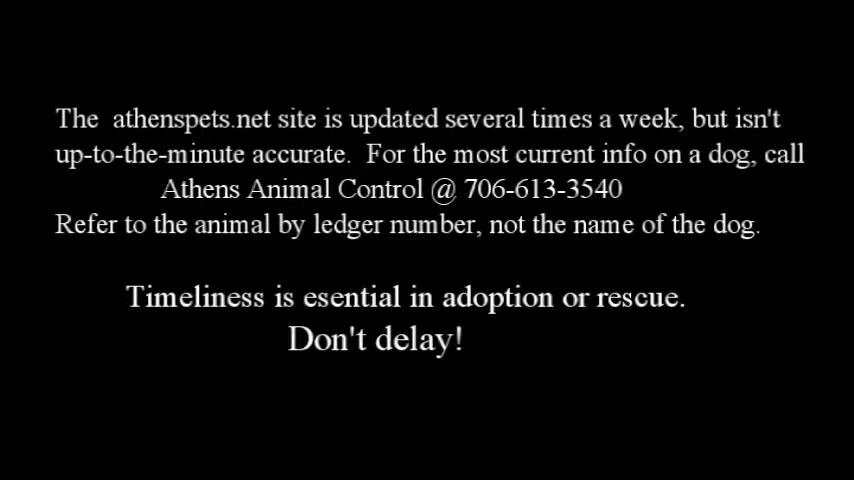 The athenspets.net site is updated several times a week, but isn't
up-to-the-minute accurate. For the most current info on a dog, call
Athens Animal Control @ 706-613-3540
Refer to the animal by ledger number, not the name of the dog.
Timeliness is esential in adoption or rescue.
Don't delay!